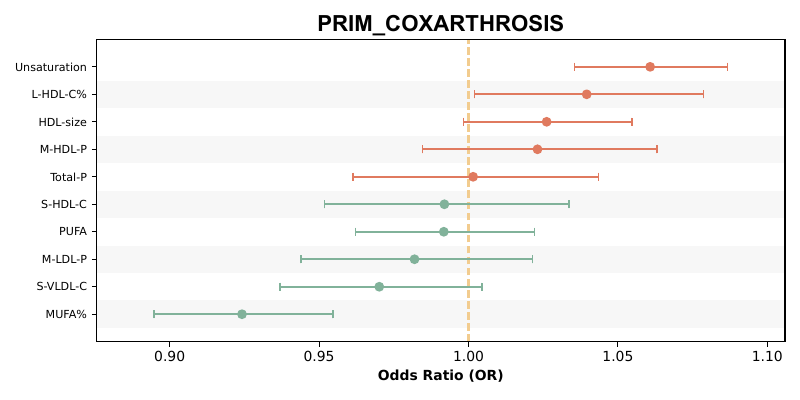 PRIM_COXARTHROSIS
Unsaturation
L-HDL-C%
HDL-size
M-HDL-P
Total-P
S-HDL-C
PUFA
M-LDL-P
S-VLDL-C
MUFA%
0.90 0.95 1.00 1.05 1.10
Odds Ratio (OR)